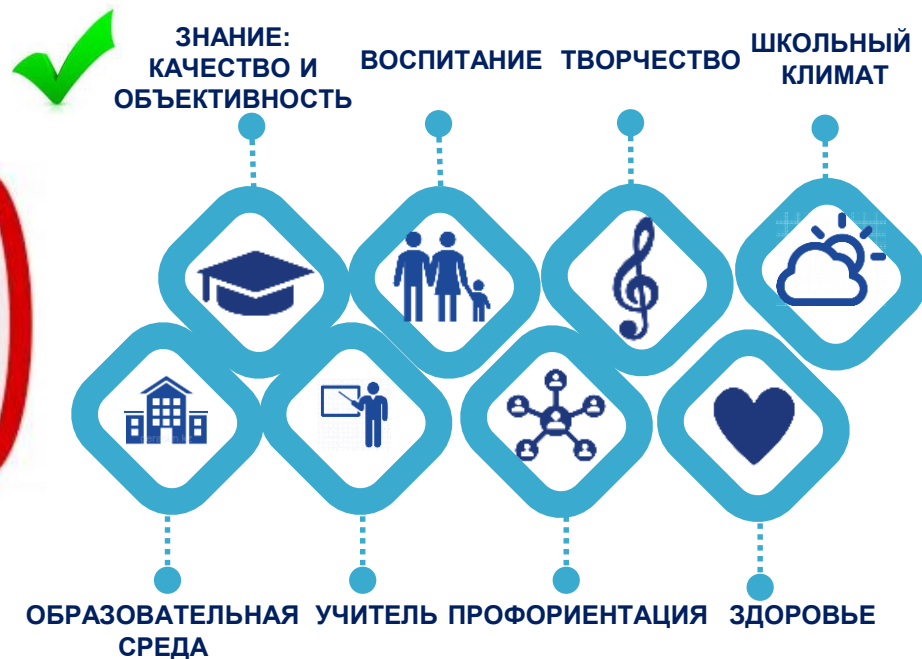 ЗНАНИЕ:
КАЧЕСТВО И
ОБЪЕКТИВНОСТЬ
ВОСПИТАНИЕ
ТВОРЧЕСТВО
ШКОЛЬНЫЙ
КЛИМАТ
ОБРАЗОВАТЕЛЬНАЯ
СРЕДА
УЧИТЕЛЬ
ПРОФОРИЕНТАЦИЯ
ЗДОРОВЬЕ